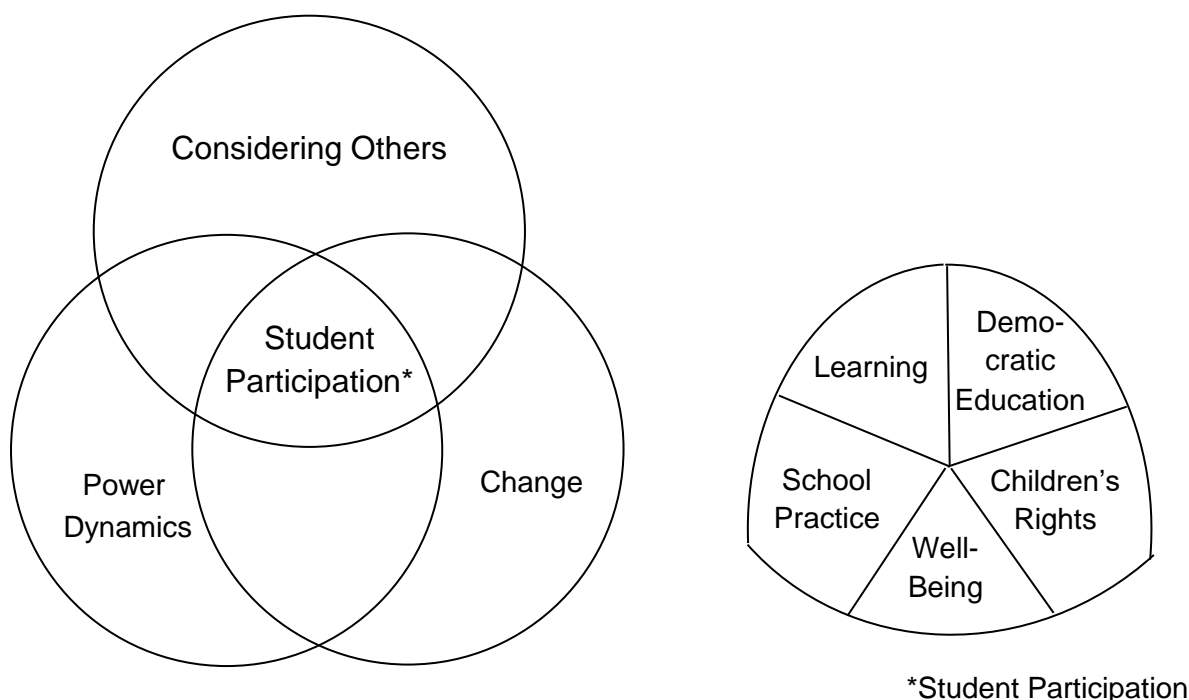 Considering Others
Student
Participation*
Power
Dynamics
Change
Learning
Demo-
cratic
Education
School
Practice
Children’s
Rights
Well-
Being
*Student Participation